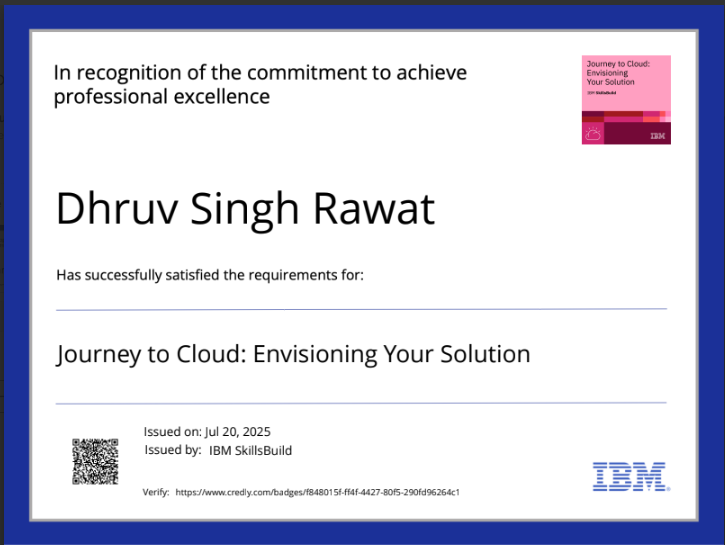 In recognition of the commitment to achieve
professional excellence
Journey to Cloud:
Envisioning
Your Solution
IBM SkillsBuild
IBM
Dhruv Singh Rawat
Has successfully satisfied the requirements for:
Journey to Cloud: Envisioning Your Solution
Issued on: Jul 20, 2025
Issued by: IBM SkillsBuild
Verify: https://www.credly.com/badges/f848015f-ff4f-4427-80f5-290fd96264c1
IBM